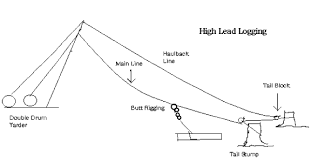 High Lead Logging
Haulback
Line
Main Line
Tail Block
Butt Rigging
Double Drum
Yarder
Tail Stump